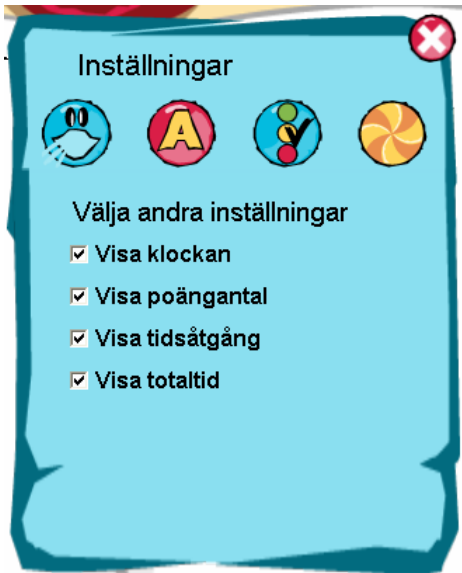 Inställningar
A
Välja andra inställningar
Visa klockan
Visa poängantal
Visa tidsåtgång
Visa totaltid